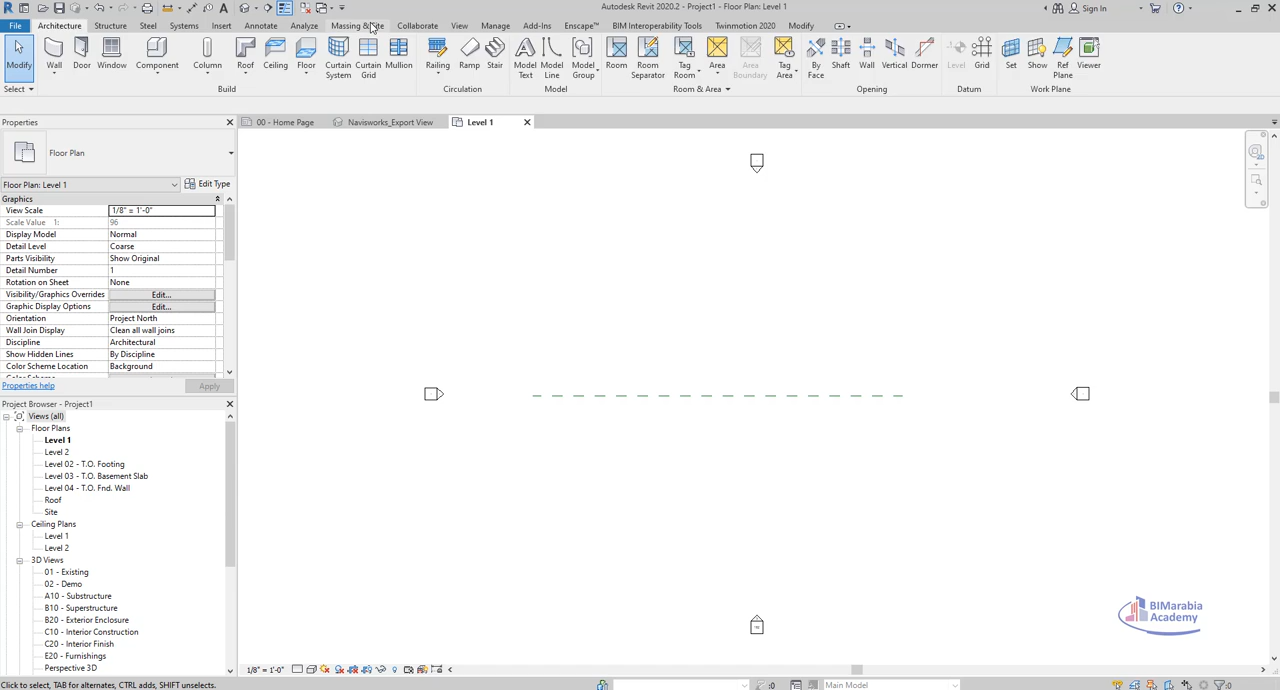 Autodesk Revit 2020.2 - Project1 - Floor Plan: Level 1
Sign In
File Architecture Structure Steel Systems Insert Annotate Analyze Massing & Site Collaborate View Manage Add-Ins Enscape™ BIM Interoperability Tools Twinmotion 2020 Modify
Modify Wall Door Window Component Column Roof Ceiling Floor Curtain System Curtain Grid Mullion Railing Ramp Stair Model Text Model Line Model Group Room Room Separator Tag Room Area Area Boundary Tag Area By Face Shaft Wall Vertical Dormer Level Grid Set Show Ref Plane Viewer
Select Build Circulation Model Room & Area Opening Datum Work Plane
Properties
00 - Home Page Navisworks_Export View Level 1
Floor Plan
Floor Plan: Level 1 Edit Type
Graphics
View Scale 1/8" = 1'-0"
Scale Value 1: 96
Display Model Normal
Detail Level Coarse
Parts Visibility Show Original
Detail Number 1
Rotation on Sheet None
Visibility/Graphics Overrides Edit...
Graphic Display Options Edit...
Orientation Project North
Wall Join Display Clean all wall joins
Discipline Architectural
Show Hidden Lines By Discipline
Color Scheme Location Background
Properties help Apply
Project Browser - Project1
Views (all)
Floor Plans
Level 1
Level 2
Level 02 - T.O. Footing
Level 03 - T.O. Basement Slab
Level 04 - T.O. Fnd. Wall
Roof
Site
Ceiling Plans
Level 1
Level 2
3D Views
01 - Existing
02 - Demo
A10 - Substructure
B10 - Superstructure
B20 - Exterior Enclosure
C10 - Interior Construction
C20 - Interior Finish
E20 - Furnishings
Perspective 3D
BIMarabia
Academy
1/8" = 1'-0"
Click to select, TAB for alternates, CTRL adds, SHIFT unselects.
:0 Main Model :0